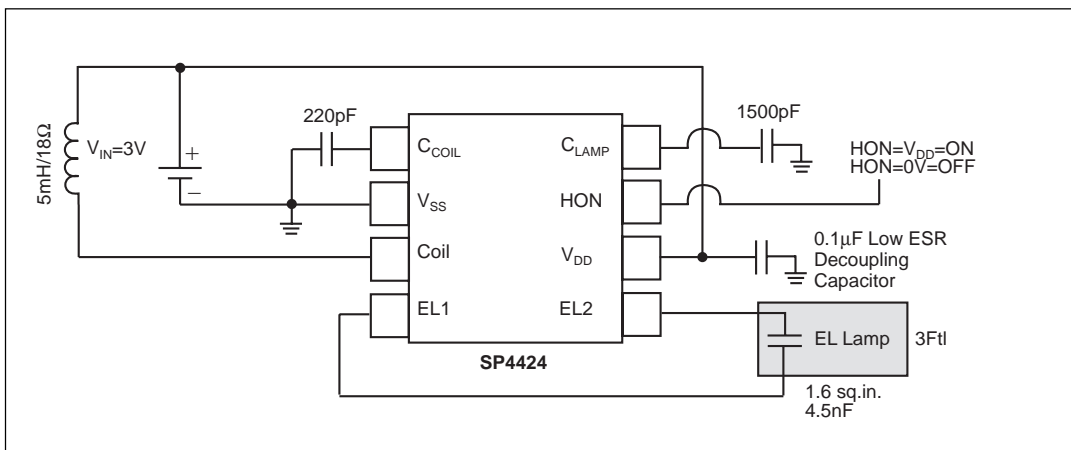 5mH/18Ω
V_IN=3V
+
−
220pF
1500pF
C_COIL
C_LAMP
HON=V_DD=ON
HON=0V=OFF
V_SS
HON
Coil
V_DD
0.1μF Low ESR
Decoupling
Capacitor
EL1
EL2
EL Lamp
3Ftl
SP4424
1.6 sq.in.
4.5nF